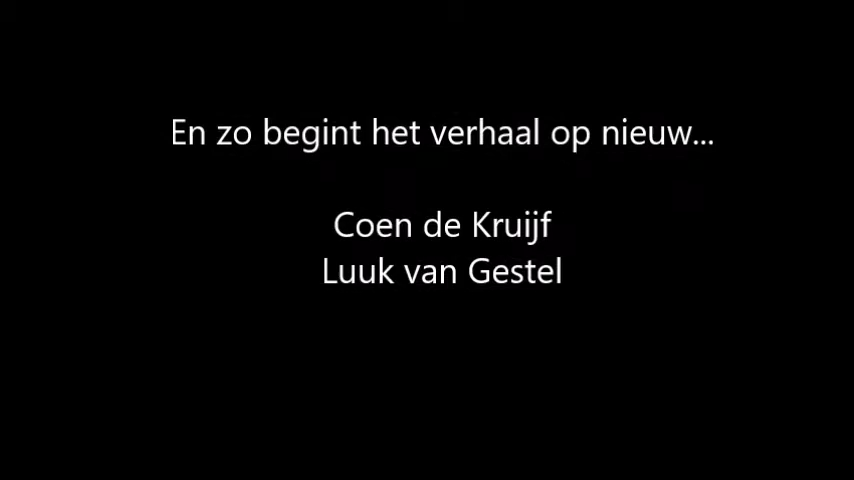 En zo begint het verhaal op nieuw...
Coen de Kruijf
Luuk van Gestel